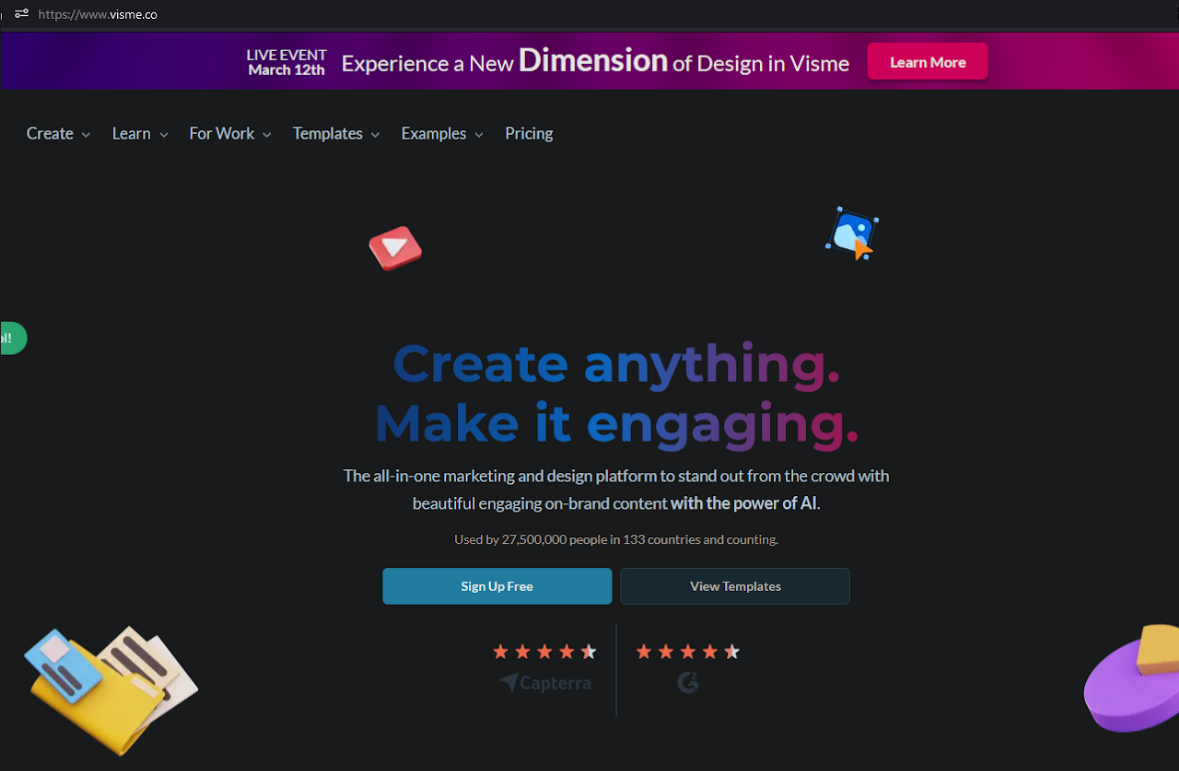 https://www.visme.co
LIVE EVENT
March 12th
Experience a New Dimension of Design in Visme
Learn More
Create
Learn
For Work
Templates
Examples
Pricing
Create anything.
Make it engaging.
The all-in-one marketing and design platform to stand out from the crowd with
beautiful engaging on-brand content with the power of AI.
Used by 27,500,000 people in 133 countries and counting.
Sign Up Free
View Templates
Capterra